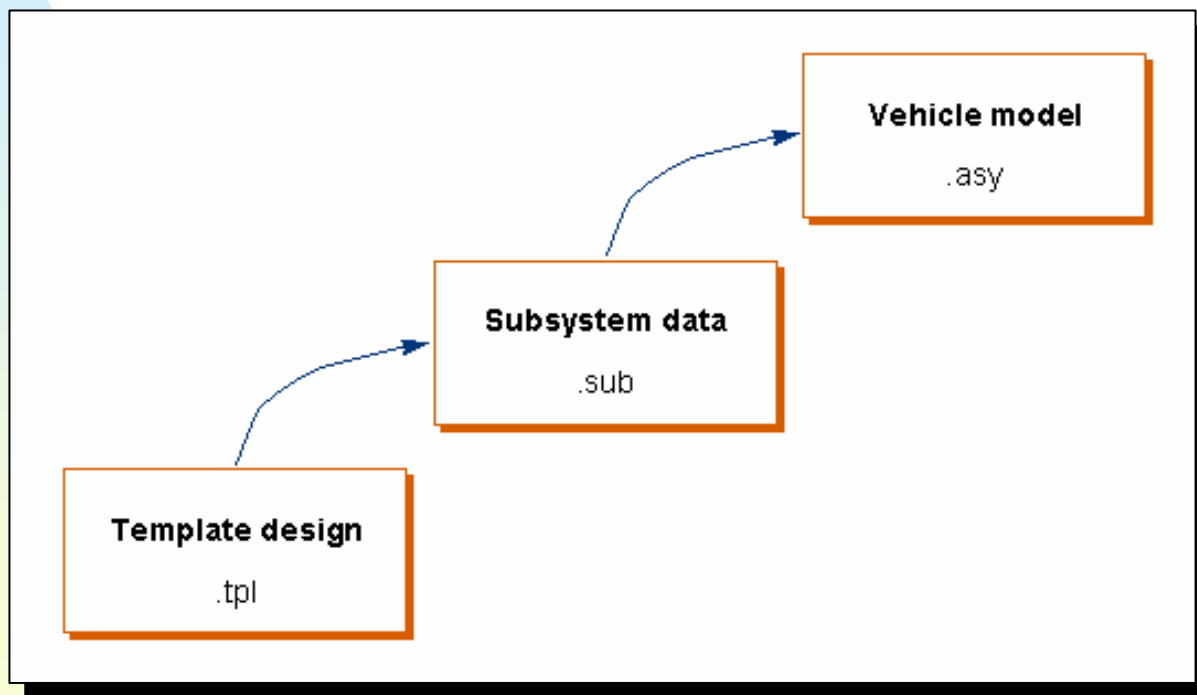 Vehicle model
.asy
Subsystem data
.sub
Template design
.tpl